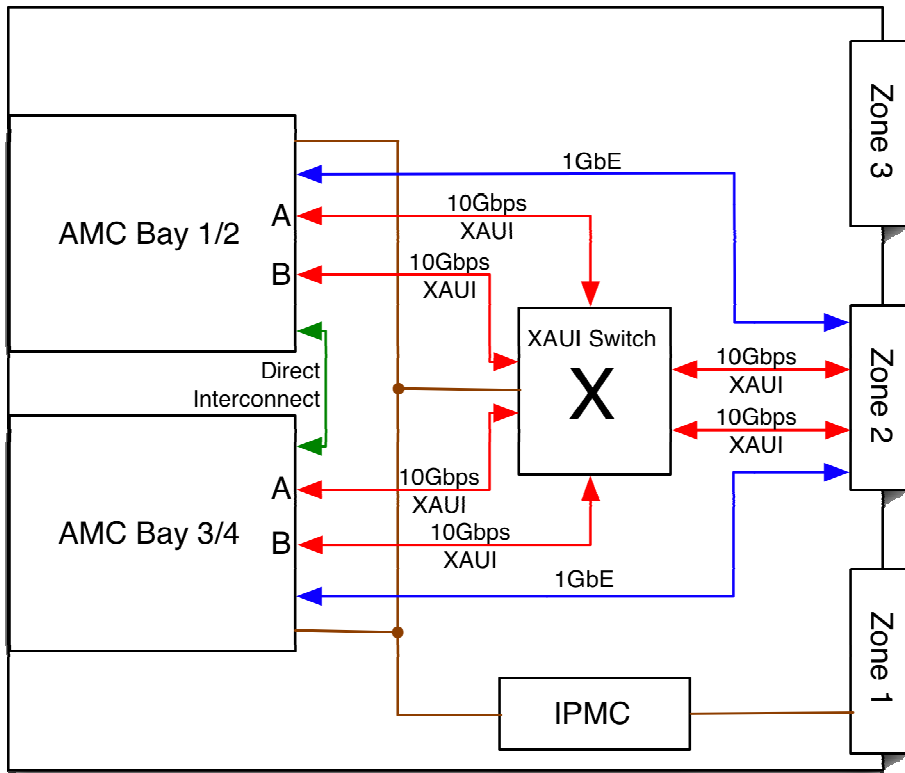 Zone 3
1GbE
10Gbps
XAUI
A
AMC Bay 1/2
B
10Gbps
XAUI
XAUI Switch
X
Direct
Interconnect
10Gbps
XAUI
Zone 2
10Gbps
XAUI
A
10Gbps
XAUI
AMC Bay 3/4
B
10Gbps
XAUI
1GbE
Zone 1
IPMC